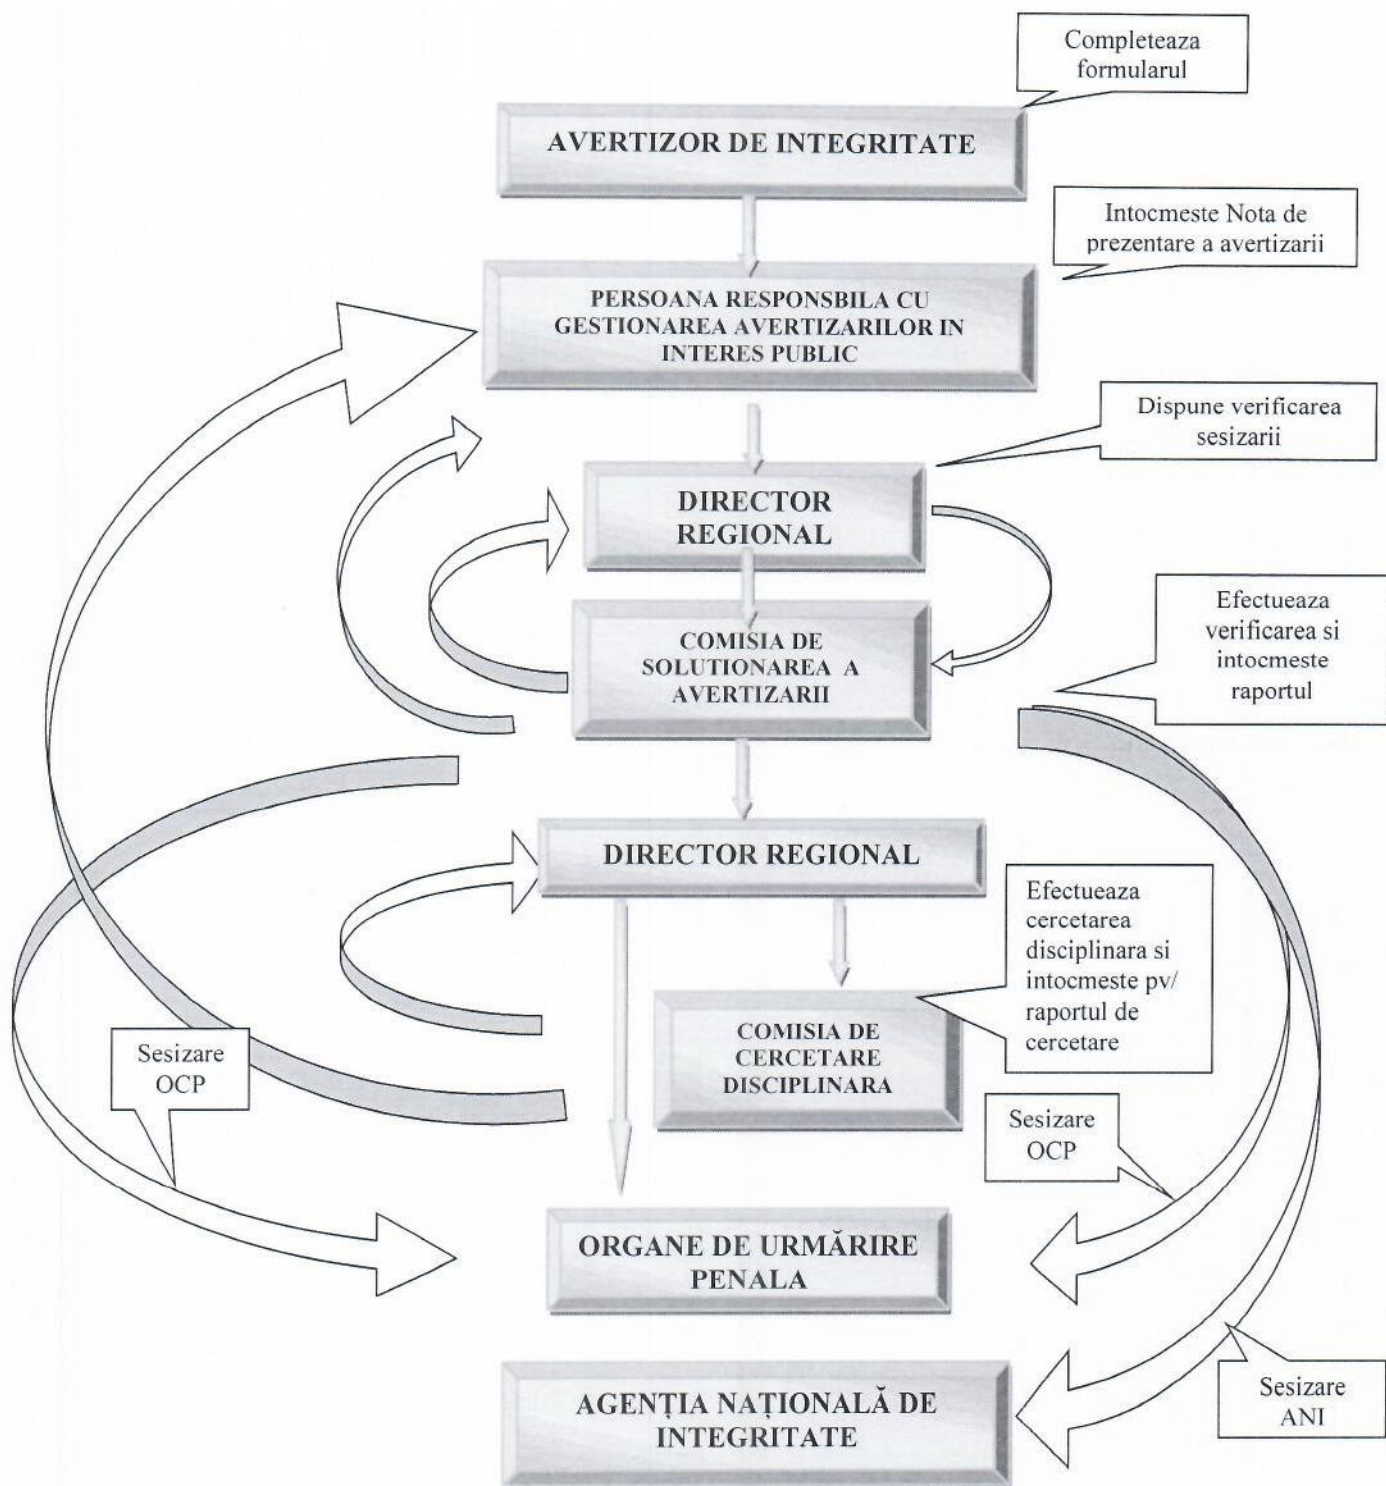 Completeaza
formularul
AVERTIZOR DE INTEGRITATE
Intocmeste Nota de
prezentare a avertizarii
PERSOANA RESPONSBILA CU
GESTIONAREA AVERTIZARILOR IN
INTERES PUBLIC
Dispune verificarea
sesizarii
DIRECTOR
REGIONAL
Efectueaza
verificarea si
intocmeste
raportul
COMISIA DE
SOLUTIONAREA A
AVERTIZARII
DIRECTOR REGIONAL
Efectueaza
cercetarea
disciplinara si
intocmeste pv/
raportul de
cercetare
COMISIA DE
CERCETARE
DISCIPLINARA
Sesizare
OCP
Sesizare
OCP
ORGANE DE URMĂRIRE
PENALA
AGENȚIA NAȚIONALĂ DE
INTEGRITATE
Sesizare
ANI